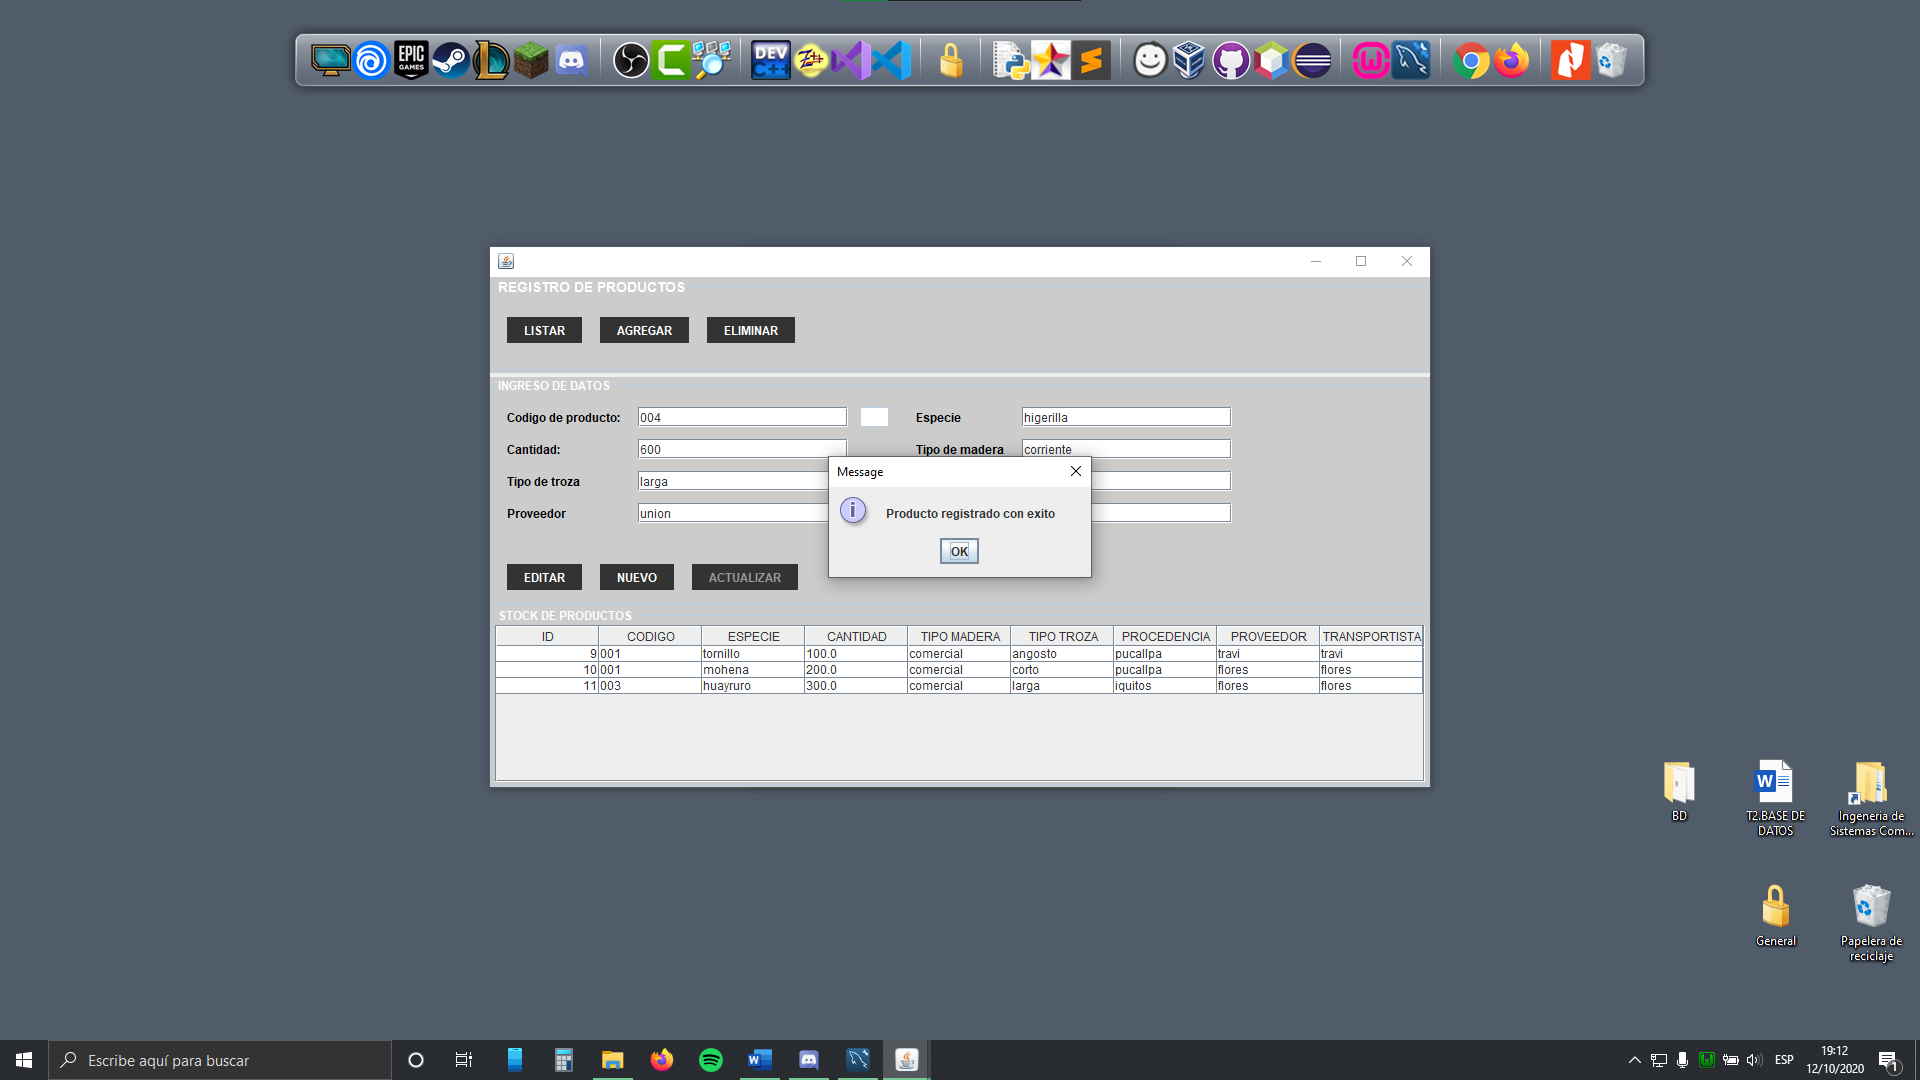 EPIC
GAMES
DEV
C++
Z++
REGISTRO DE PRODUCTOS
LISTAR AGREGAR ELIMINAR
INGRESO DE DATOS
Codigo de producto: 004 Especie higerilla
Cantidad: 600 Tipo de madera corriente
Tipo de troza larga
Proveedor union
Message
Producto registrado con exito
OK
EDITAR NUEVO ACTUALIZAR
STOCK DE PRODUCTOS
ID CODIGO ESPECIE CANTIDAD TIPO MADERA TIPO TROZA PROCEDENCIA PROVEEDOR TRANSPORTISTA
9 001 tornillo 100.0 comercial angosto pucallpa travi travi
10 001 mohena 200.0 comercial corto pucallpa flores flores
11 003 huayruro 300.0 comercial larga iquitos flores flores
BD
T2.BASE DE
DATOS
Ingeneria de
Sistemas Com...
General
Papelera de
reciclaje
Escribe aquí para buscar
ESP
19:12
12/10/2020
1